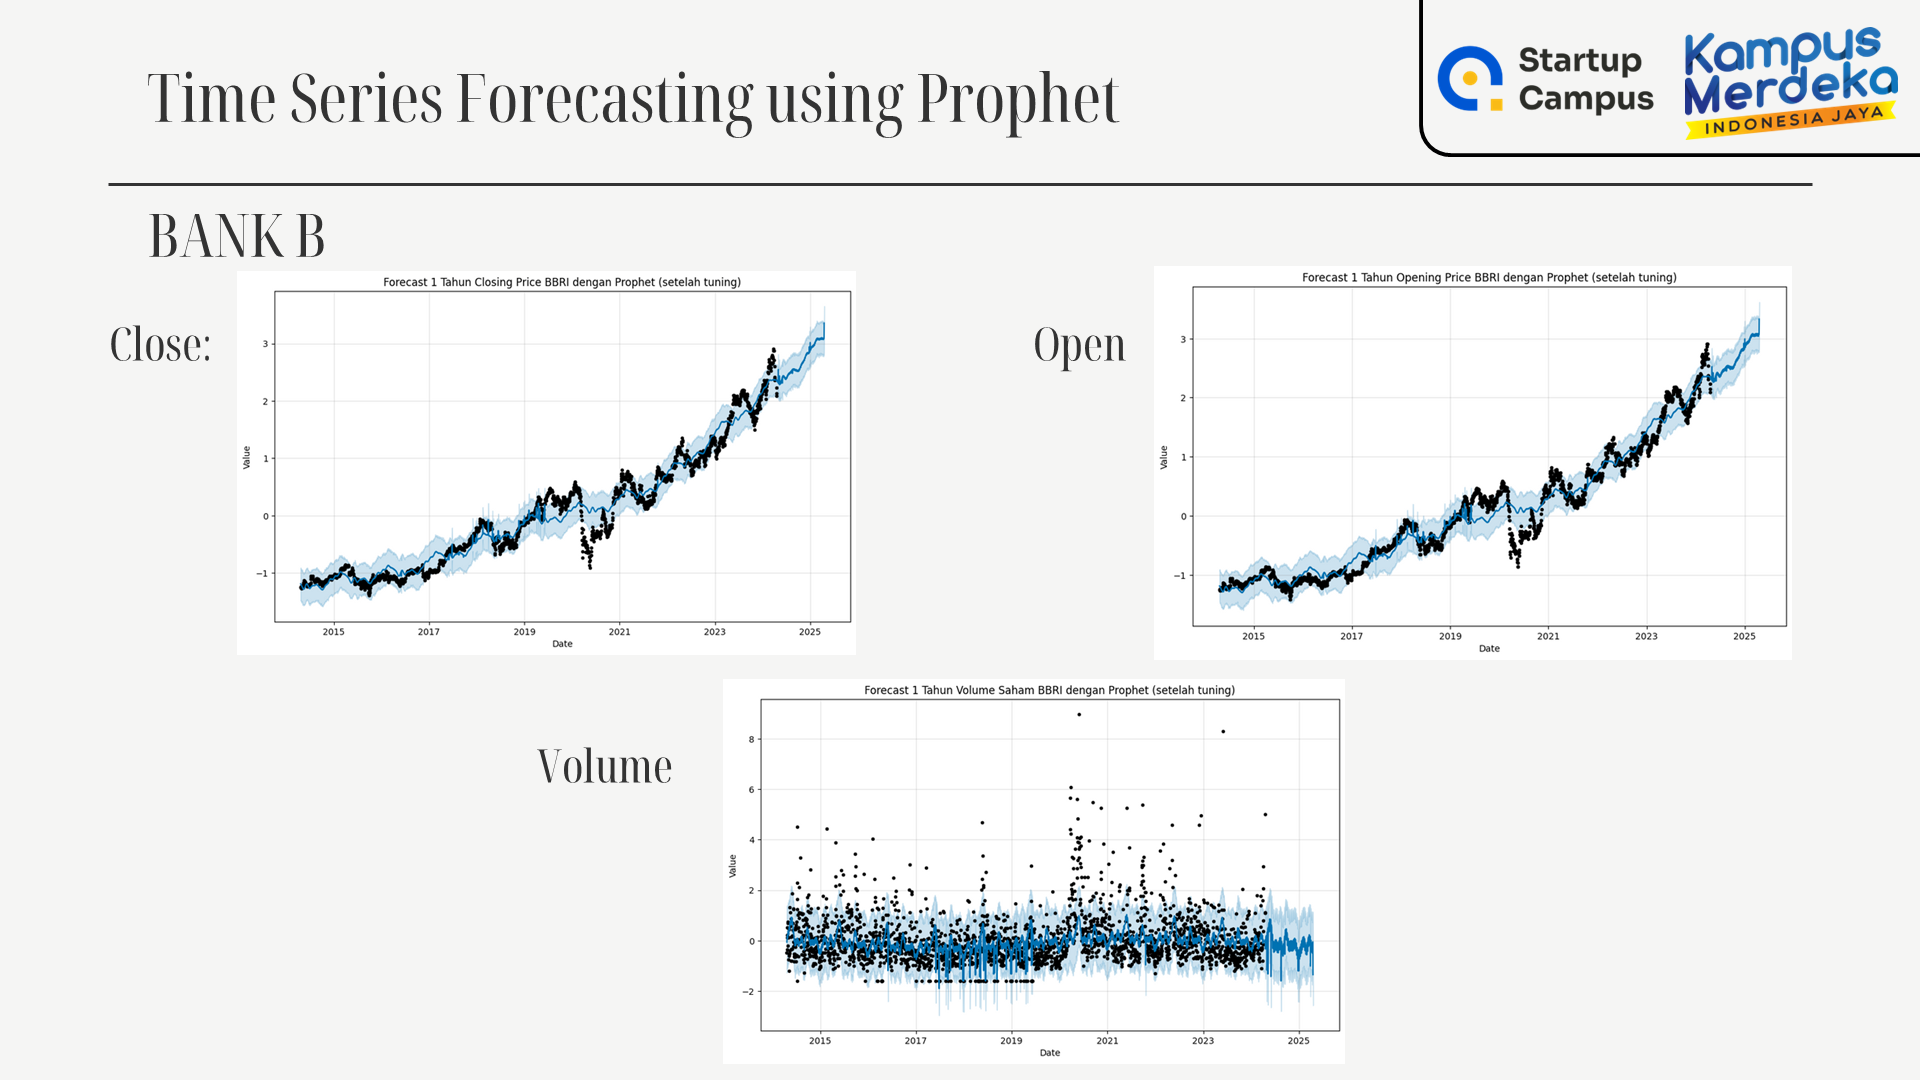 Time Series Forecasting using Prophet
Startup
Campus
Kampus
Merdeka
INDONESIA JAYA
BANK B
Close:
Forecast 1 Tahun Closing Price BBRI dengan Prophet (setelah tuning)
Value
3
2
1
0
−1
2015 2017 2019 2021 2023 2025
Date
Open
Forecast 1 Tahun Opening Price BBRI dengan Prophet (setelah tuning)
Value
3
2
1
0
−1
2015 2017 2019 2021 2023 2025
Date
Volume
Forecast 1 Tahun Volume Saham BBRI dengan Prophet (setelah tuning)
Value
8
6
4
2
0
−2
2015 2017 2019 2021 2023 2025
Date